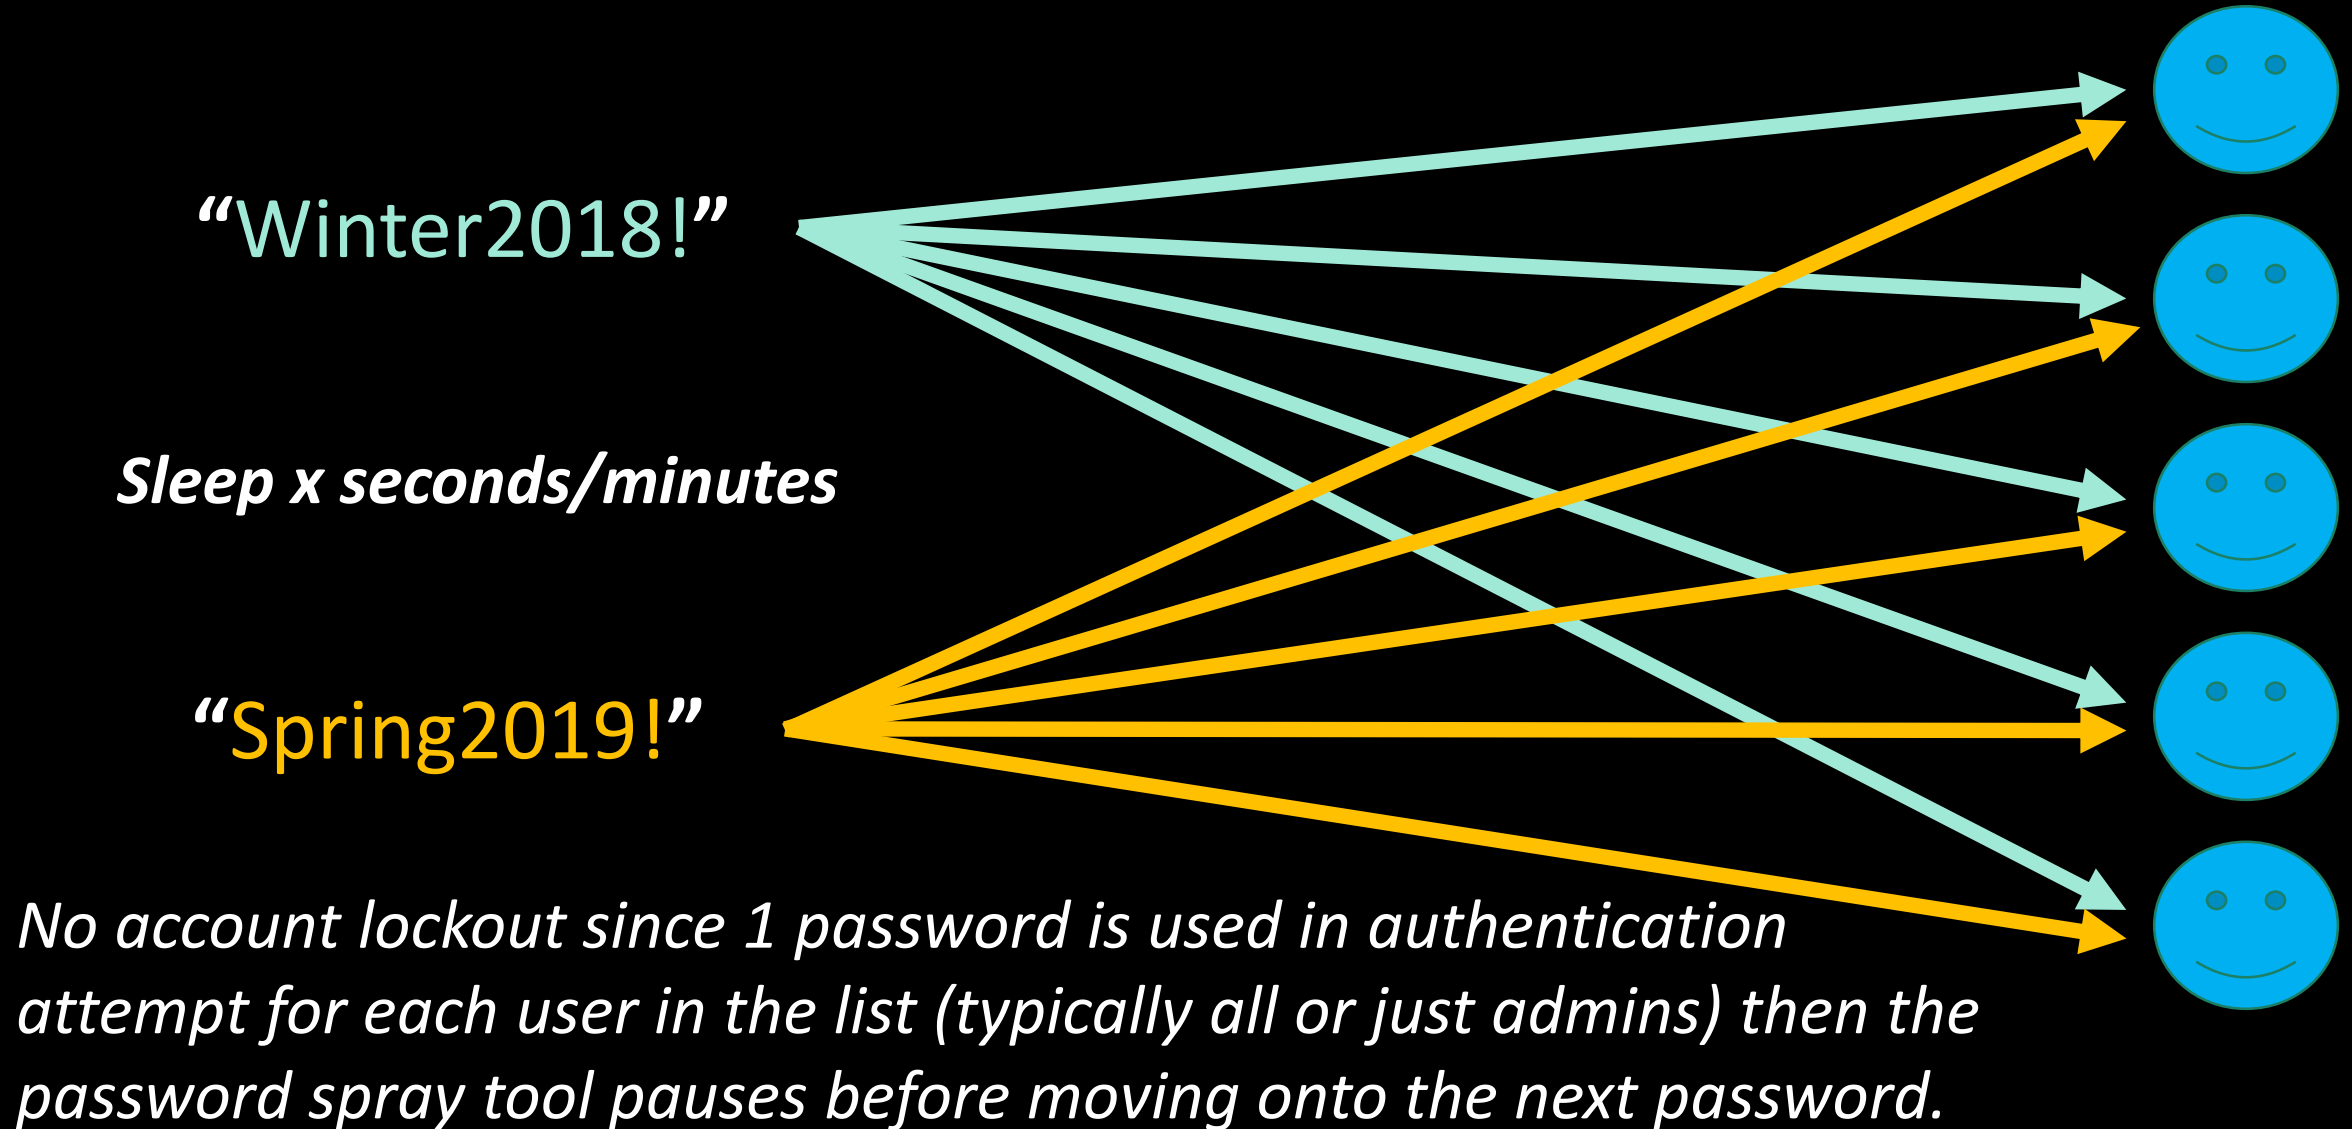 “Winter2018!”
Sleep x seconds/minutes
“Spring2019!”
No account lockout since 1 password is used in authentication
attempt for each user in the list (typically all or just admins) then the
password spray tool pauses before moving onto the next password.